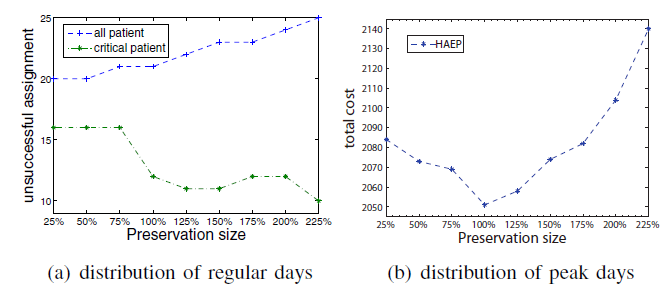 25
20
15
10
unsuccessful assignment
all patient
critical patient
25% 50% 75% 100% 125% 150% 175% 200% 225%
Preservation size
(a) distribution of regular days
2140
2130
2120
2110
2100
2090
2080
2070
2060
2050
total cost
HAEP
25% 50% 75% 100% 125% 150% 175% 200% 225%
Preservation size
(b) distribution of peak days